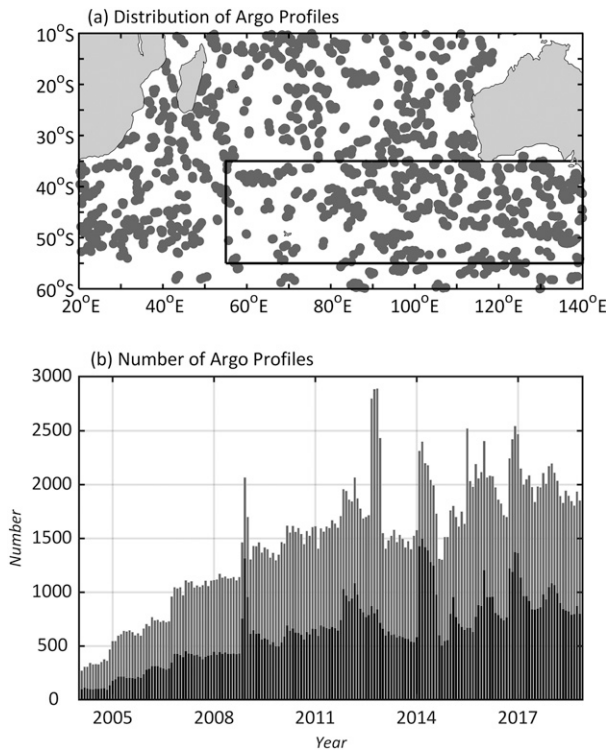 (a) Distribution of Argo Profiles
10°S
20°S
30°S
40°S
50°S
60°S
20°E 40°E 60°E 80°E 100°E 120°E 140°E
(b) Number of Argo Profiles
3000
2500
2000
1500
1000
500
0
Number
2005 2008 2011 2014 2017
Year